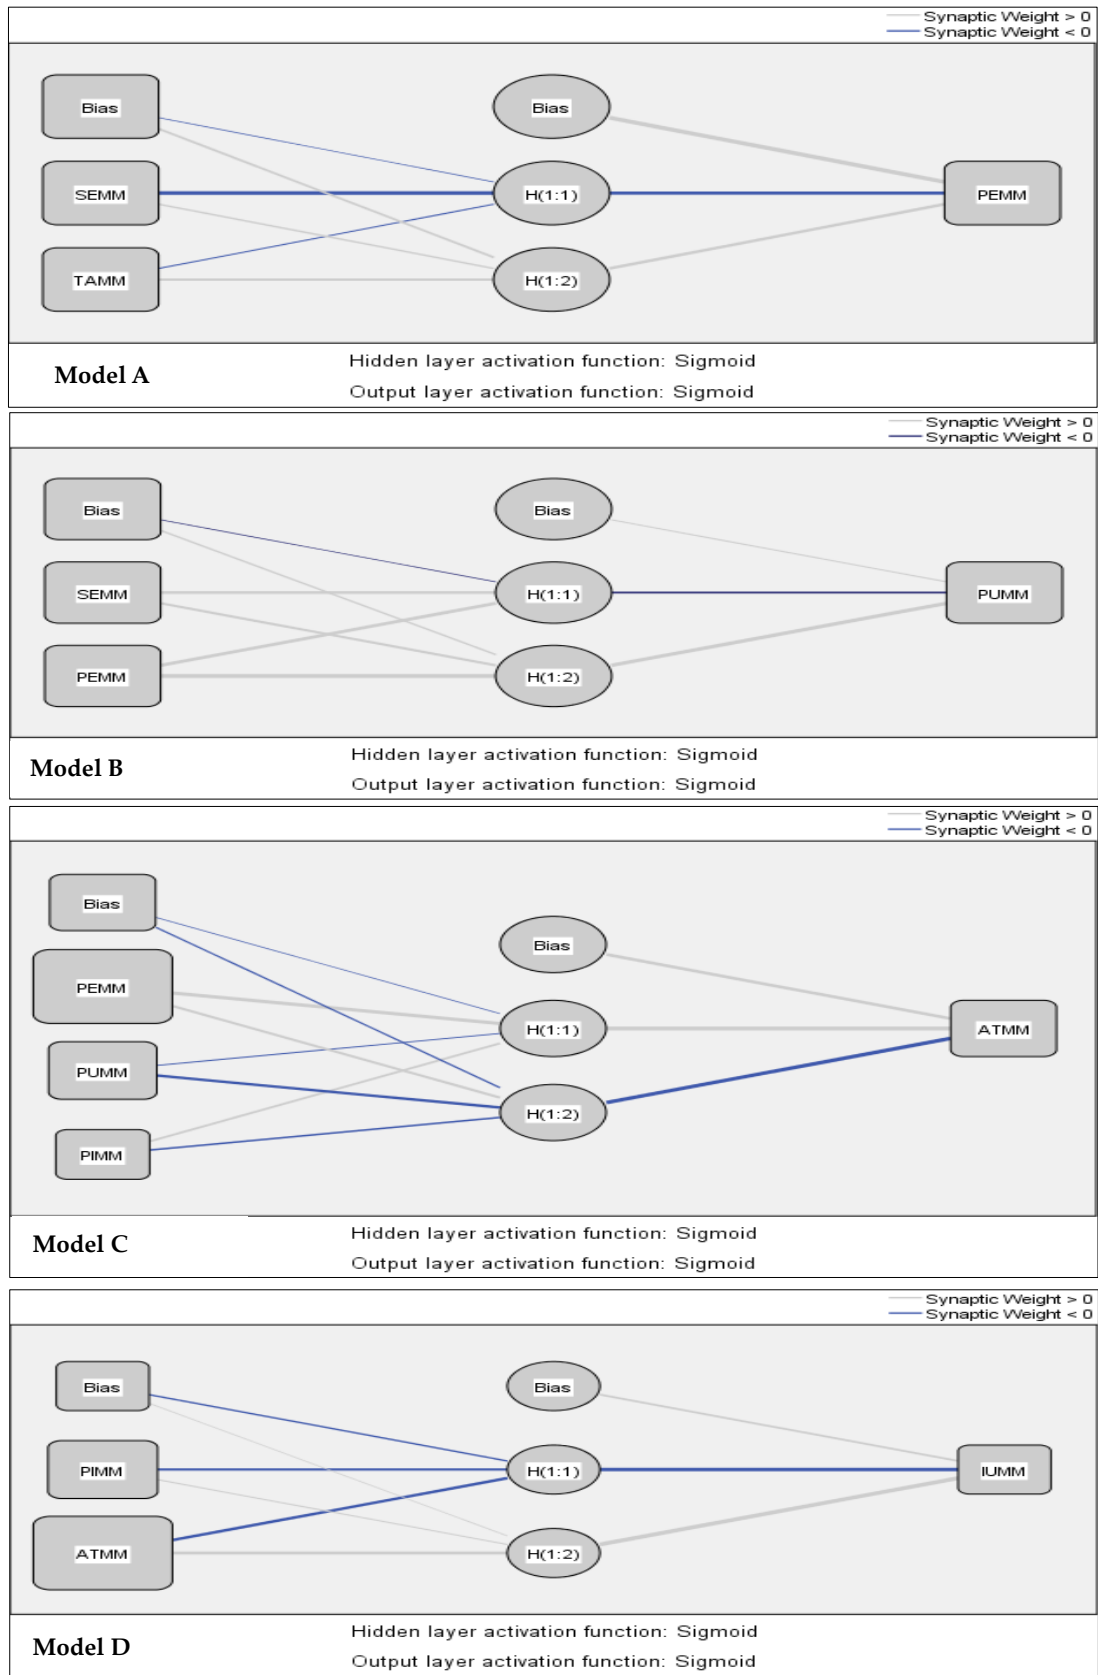 Synaptic Weight > 0
Synaptic Weight < 0
Bias
Bias
SEMM
H(1:1)
PEMM
TAMM
H(1:2)
Hidden layer activation function: Sigmoid
Model A
Output layer activation function: Sigmoid
Synaptic Weight > 0
Synaptic Weight < 0
Bias
Bias
SEMM
H(1:1)
PUMM
PEMM
H(1:2)
Hidden layer activation function: Sigmoid
Model B
Output layer activation function: Sigmoid
Synaptic Weight > 0
Synaptic Weight < 0
Bias
Bias
PEMM
H(1:1)
ATMM
PUMM
H(1:2)
PIMM
Hidden layer activation function: Sigmoid
Model C
Output layer activation function: Sigmoid
Synaptic Weight > 0
Synaptic Weight < 0
Bias
Bias
PIMM
H(1:1)
IUMM
ATMM
H(1:2)
Hidden layer activation function: Sigmoid
Model D
Output layer activation function: Sigmoid